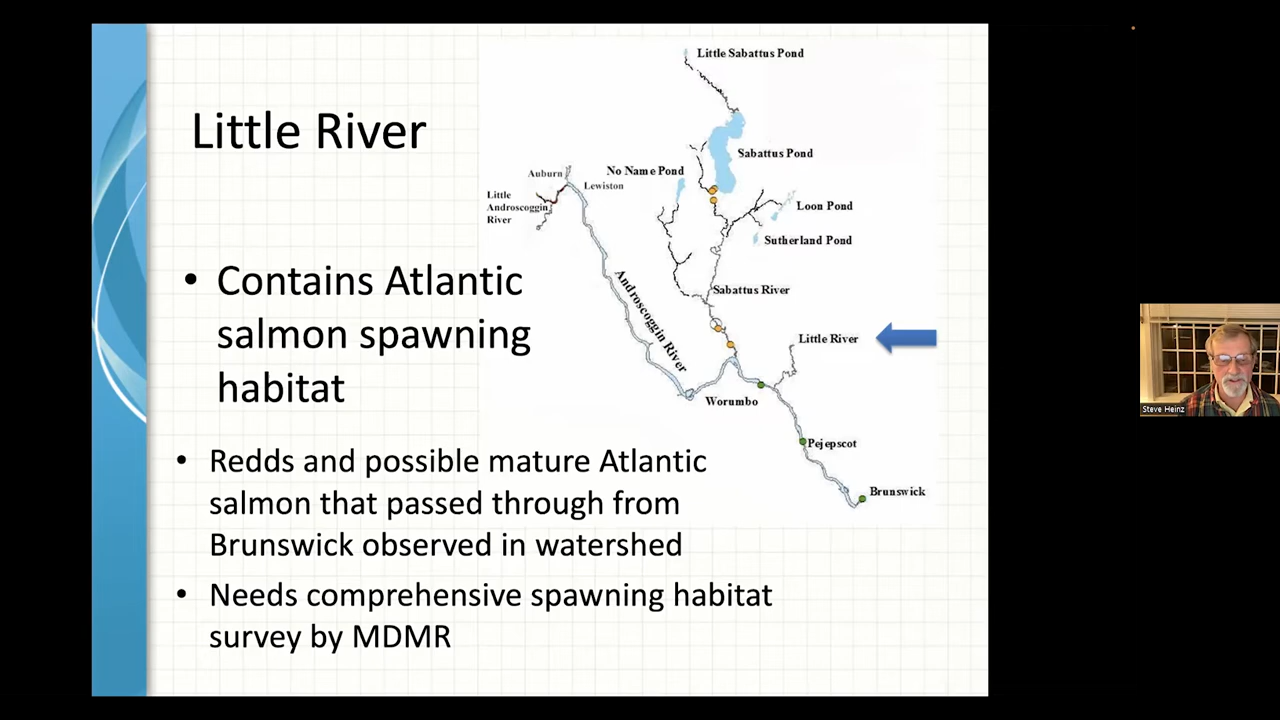 Little River
• Contains Atlantic
salmon spawning
habitat
• Redds and possible mature Atlantic
salmon that passed through from
Brunswick observed in watershed
• Needs comprehensive spawning habitat
survey by MDMR
Little Sabattus Pond
Sabattus Pond
No Name Pond
Auburn
Lewiston
Little
Androscoggin
River
Loon Pond
Sutherland Pond
Sabattus River
Androscoggin River
Little River
Worumbo
Pejepscot
Brunswick
Steve Heinz